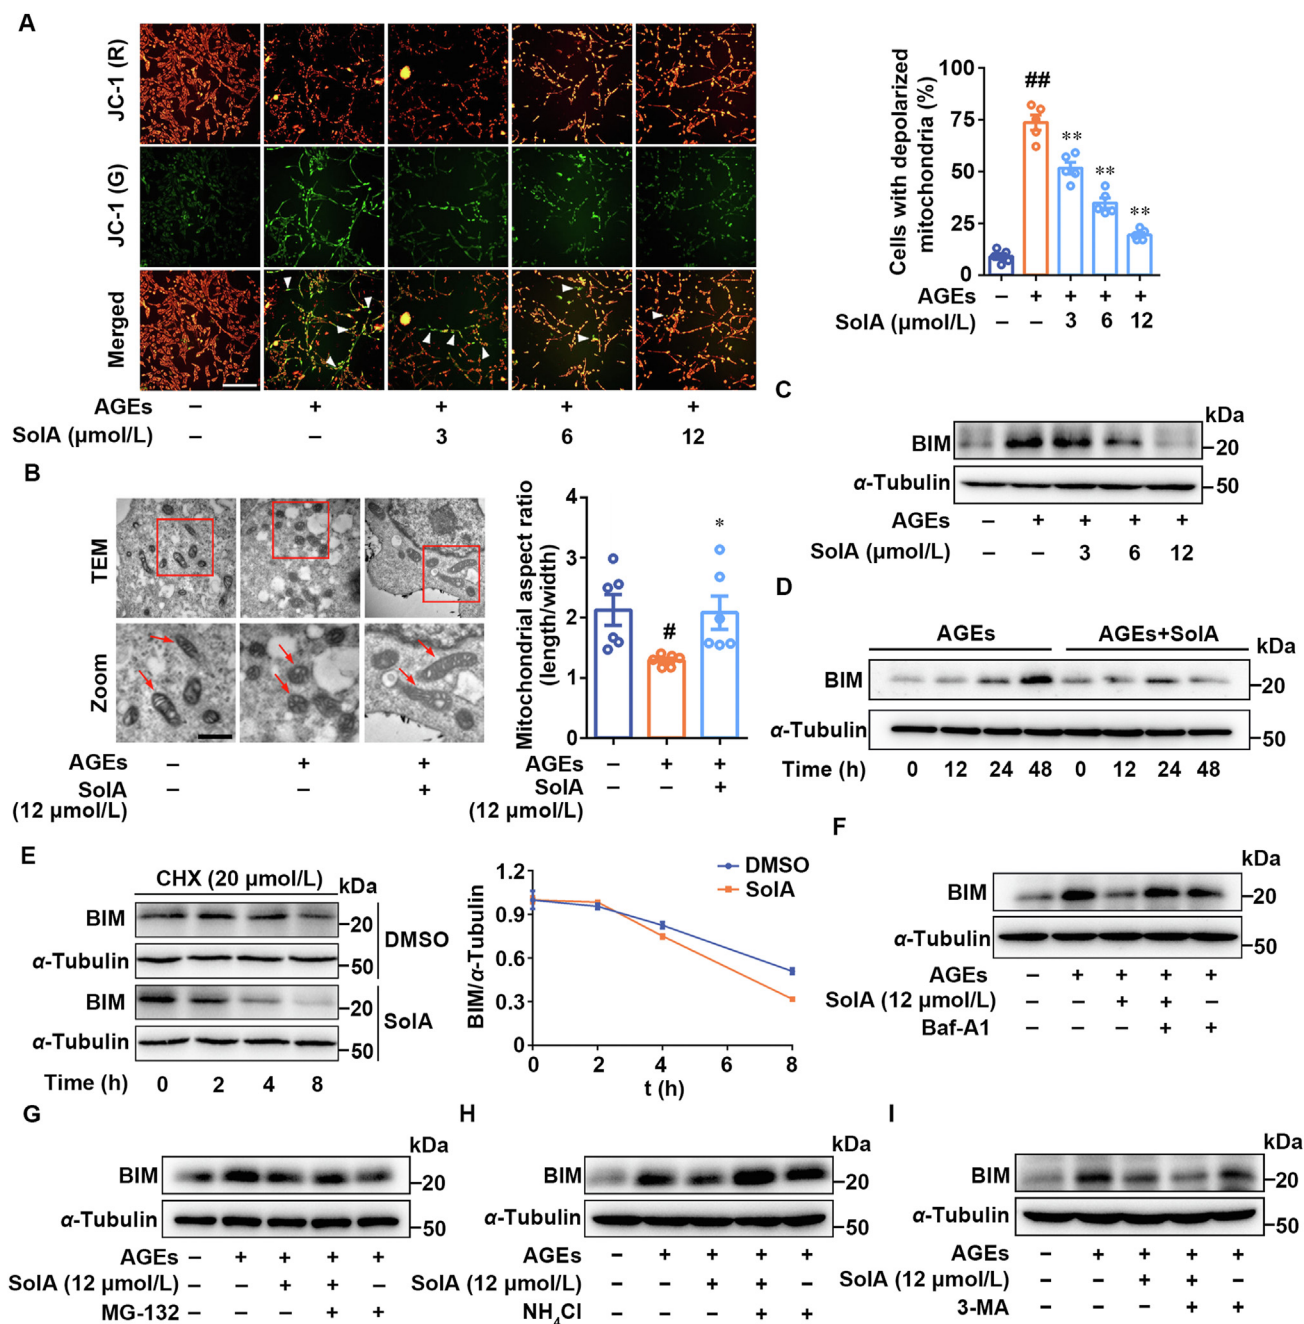 A
JC-1 (R)
JC-1 (G)
Merged
AGEs – + + + +
SolA (μmol/L) – – 3 6 12
Cells with depolarized
mitochondria (%)
100
75
50
25
0
##
**
**
**
AGEs – + + + +
SolA (μmol/L) – – 3 6 12
B
TEM
Zoom
AGEs – + +
SolA – – +
(12 μmol/L)
Mitochondrial aspect ratio
(length/width)
4
3
2
1
0
#
*
AGEs – + +
SolA – – +
(12 μmol/L)
C
kDa
BIM 20
α-Tubulin 50
AGEs – + + + +
SolA (μmol/L) – – 3 6 12
D
AGEs AGEs+SolA kDa
BIM 20
α-Tubulin 50
Time (h) 0 12 24 48 0 12 24 48
E
CHX (20 μmol/L) kDa
BIM 20
α-Tubulin 50
DMSO
BIM 20
α-Tubulin 50
SolA
Time (h) 0 2 4 8
BIM/α-Tubulin
1.2
0.9
0.6
0.3
0
0 2 4 6 8
t (h)
DMSO
SolA
F
kDa
BIM 20
α-Tubulin 50
AGEs – + + + +
SolA (12 μmol/L) – – + + –
Baf-A1 – – – + +
G
kDa
BIM 20
α-Tubulin 50
AGEs – + + + +
SolA (12 μmol/L) – – + + –
MG-132 – – – + +
H
kDa
BIM 20
α-Tubulin 50
AGEs – + + + +
SolA (12 μmol/L) – – + + –
NH₄Cl – – – + +
I
kDa
BIM 20
α-Tubulin 50
AGEs – + + + +
SolA (12 μmol/L) – – + + –
3-MA – – – + +